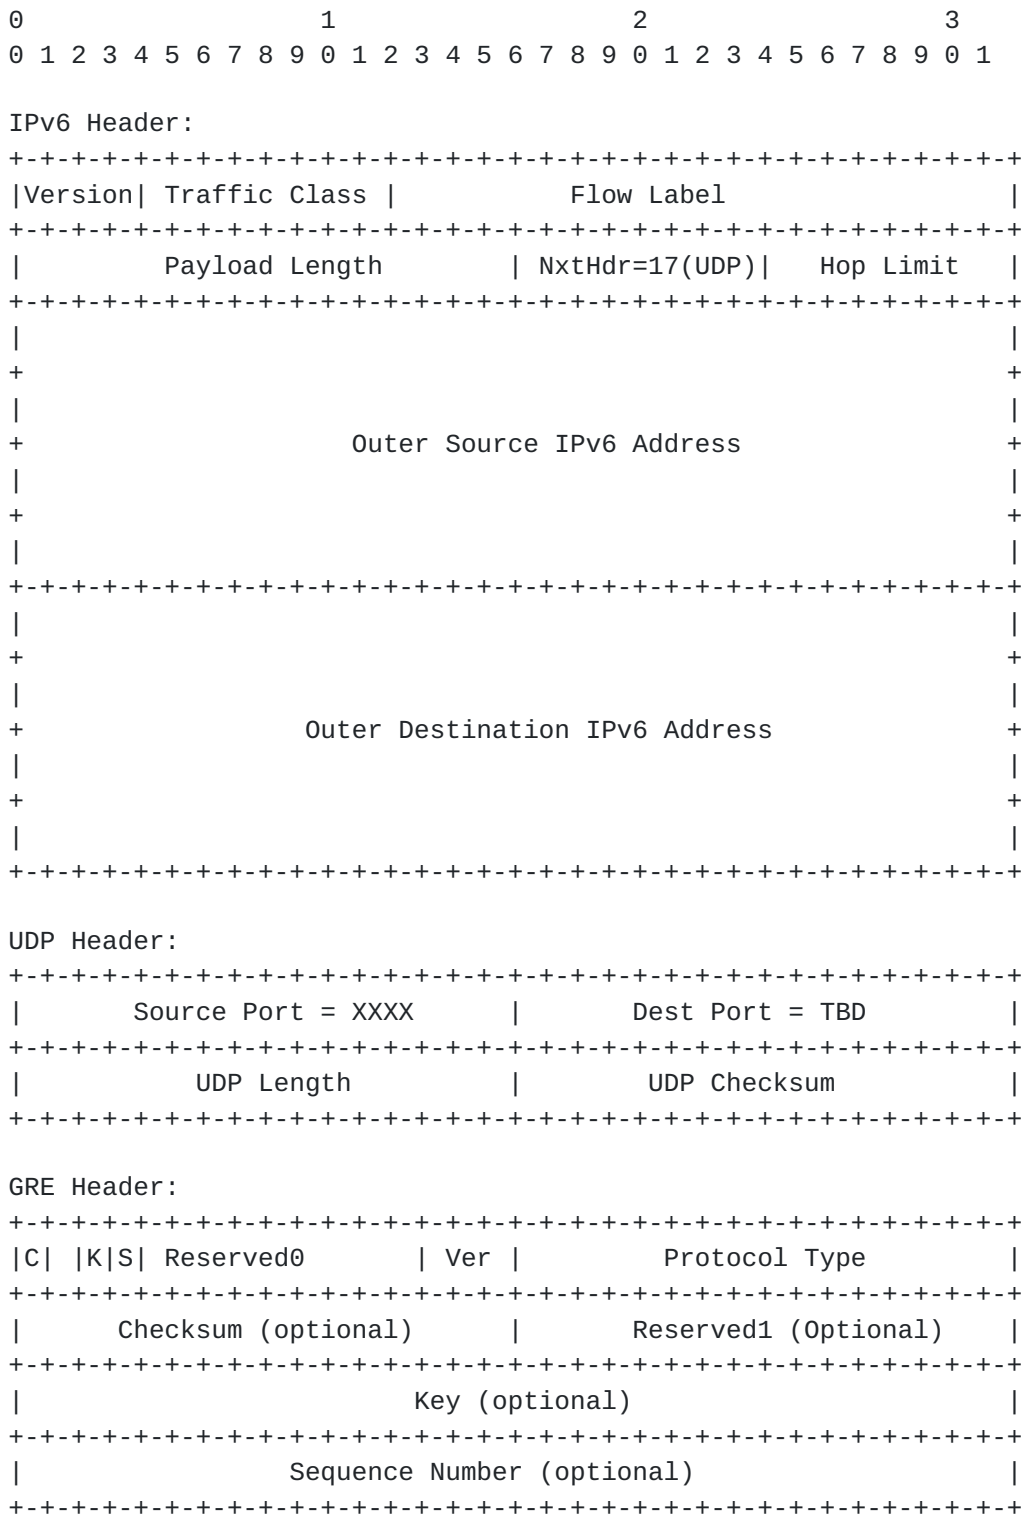 0                   1                   2                   3
0 1 2 3 4 5 6 7 8 9 0 1 2 3 4 5 6 7 8 9 0 1 2 3 4 5 6 7 8 9 0 1

IPv6 Header:
+-+-+-+-+-+-+-+-+-+-+-+-+-+-+-+-+-+-+-+-+-+-+-+-+-+-+-+-+-+-+-+-+
|Version| Traffic Class |           Flow Label                  |
+-+-+-+-+-+-+-+-+-+-+-+-+-+-+-+-+-+-+-+-+-+-+-+-+-+-+-+-+-+-+-+-+
|         Payload Length        | NxtHdr=17(UDP)|   Hop Limit   |
+-+-+-+-+-+-+-+-+-+-+-+-+-+-+-+-+-+-+-+-+-+-+-+-+-+-+-+-+-+-+-+-+
|                                                               |
+                                                               +
|                                                               |
+                     Outer Source IPv6 Address                 +
|                                                               |
+                                                               +
|                                                               |
+-+-+-+-+-+-+-+-+-+-+-+-+-+-+-+-+-+-+-+-+-+-+-+-+-+-+-+-+-+-+-+-+
|                                                               |
+                                                               +
|                                                               |
+                  Outer Destination IPv6 Address               +
|                                                               |
+                                                               +
|                                                               |
+-+-+-+-+-+-+-+-+-+-+-+-+-+-+-+-+-+-+-+-+-+-+-+-+-+-+-+-+-+-+-+-+

UDP Header:
+-+-+-+-+-+-+-+-+-+-+-+-+-+-+-+-+-+-+-+-+-+-+-+-+-+-+-+-+-+-+-+-+
|       Source Port = XXXX      |       Dest Port = TBD         |
+-+-+-+-+-+-+-+-+-+-+-+-+-+-+-+-+-+-+-+-+-+-+-+-+-+-+-+-+-+-+-+-+
|           UDP Length          |        UDP Checksum           |
+-+-+-+-+-+-+-+-+-+-+-+-+-+-+-+-+-+-+-+-+-+-+-+-+-+-+-+-+-+-+-+-+

GRE Header:
+-+-+-+-+-+-+-+-+-+-+-+-+-+-+-+-+-+-+-+-+-+-+-+-+-+-+-+-+-+-+-+-+
|C| |K|S| Reserved0       | Ver |         Protocol Type         |
+-+-+-+-+-+-+-+-+-+-+-+-+-+-+-+-+-+-+-+-+-+-+-+-+-+-+-+-+-+-+-+-+
|      Checksum (optional)      |       Reserved1 (Optional)    |
+-+-+-+-+-+-+-+-+-+-+-+-+-+-+-+-+-+-+-+-+-+-+-+-+-+-+-+-+-+-+-+-+
|                         Key (optional)                        |
+-+-+-+-+-+-+-+-+-+-+-+-+-+-+-+-+-+-+-+-+-+-+-+-+-+-+-+-+-+-+-+-+
|                 Sequence Number (optional)                    |
+-+-+-+-+-+-+-+-+-+-+-+-+-+-+-+-+-+-+-+-+-+-+-+-+-+-+-+-+-+-+-+-+